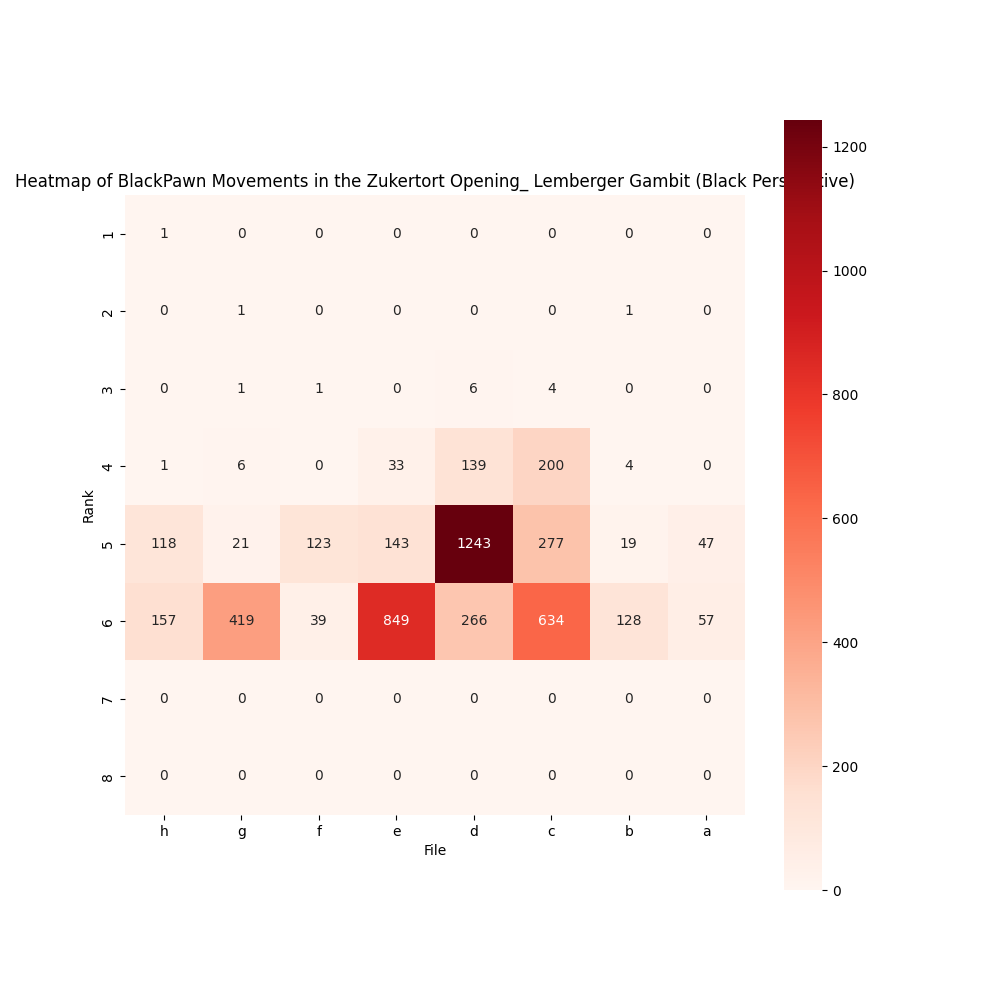 Heatmap of BlackPawn Movements in the Zukertort Opening_ Lemberger Gambit (Black Perspective)
Rank
1 1 0 0 0 0 0 0 0
2 0 1 0 0 0 0 1 0
3 0 1 1 0 6 4 0 0
4 1 6 0 33 139 200 4 0
5 118 21 123 143 1243 277 19 47
6 157 419 39 849 266 634 128 57
7 0 0 0 0 0 0 0 0
8 0 0 0 0 0 0 0 0
h g f e d c b a
File
1200
1000
800
600
400
200
0